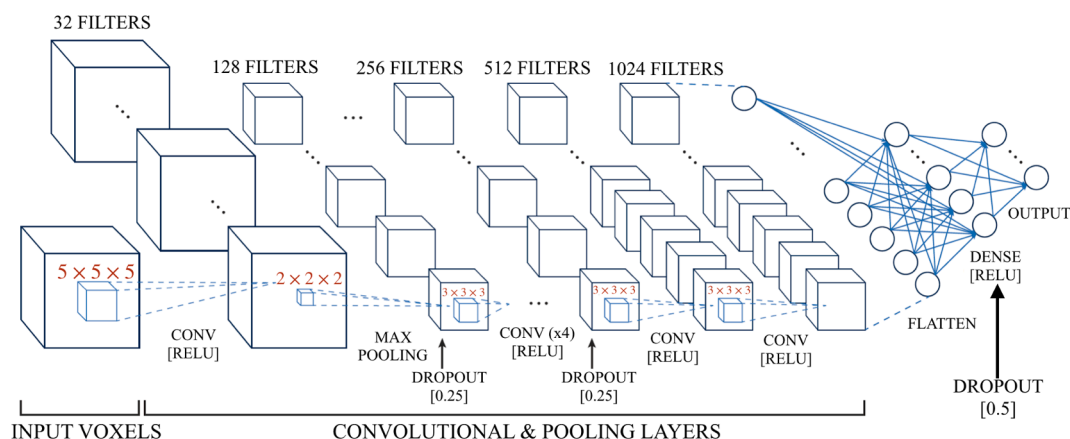 32 FILTERS
128 FILTERS
...
256 FILTERS
512 FILTERS
1024 FILTERS
5 × 5 × 5
2 × 2 × 2
3 × 3 × 3
...
3 × 3 × 3
3 × 3 × 3
CONV
[RELU]
MAX
POOLING
CONV (x4)
[RELU]
CONV
[RELU]
CONV
[RELU]
FLATTEN
DENSE
[RELU]
OUTPUT
DROPOUT
[0.25]
DROPOUT
[0.25]
DROPOUT
[0.5]
INPUT VOXELS
CONVOLUTIONAL & POOLING LAYERS